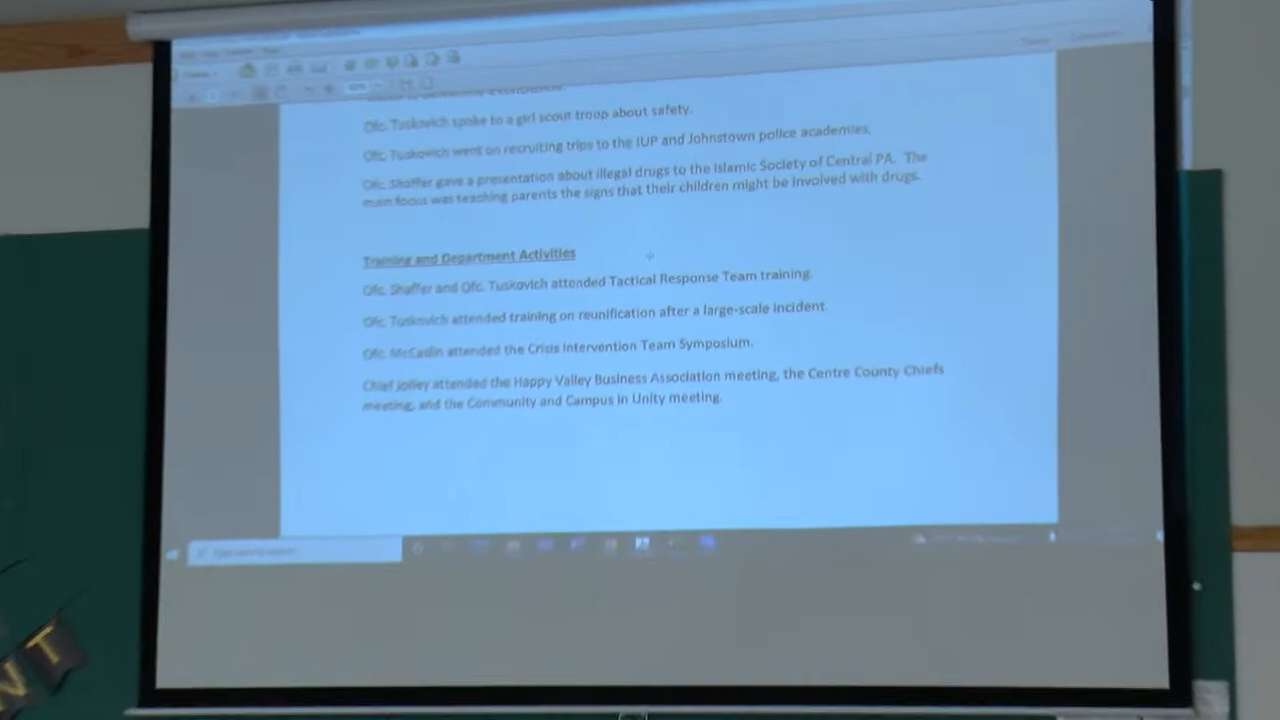 Ofc. Tuskovich spoke to a girl scout troop about safety.
Ofc. Tuskovich went on recruiting trips to the IUP and Johnstown police academies.
Ofc. Shaffer gave a presentation about illegal drugs to the Islamic Society of Central PA. The
main focus was teaching parents the signs that their children might be involved with drugs.
Training and Department Activities
Ofc. Shaffer and Ofc. Tuskovich attended Tactical Response Team training.
Ofc. Tuskovich attended training on reunification after a large-scale incident.
Ofc. McCaslin attended the Crisis Intervention Team Symposium.
Chief Jolley attended the Happy Valley Business Association meeting, the Centre County Chiefs
meeting, and the Community and Campus in Unity meeting.
NT